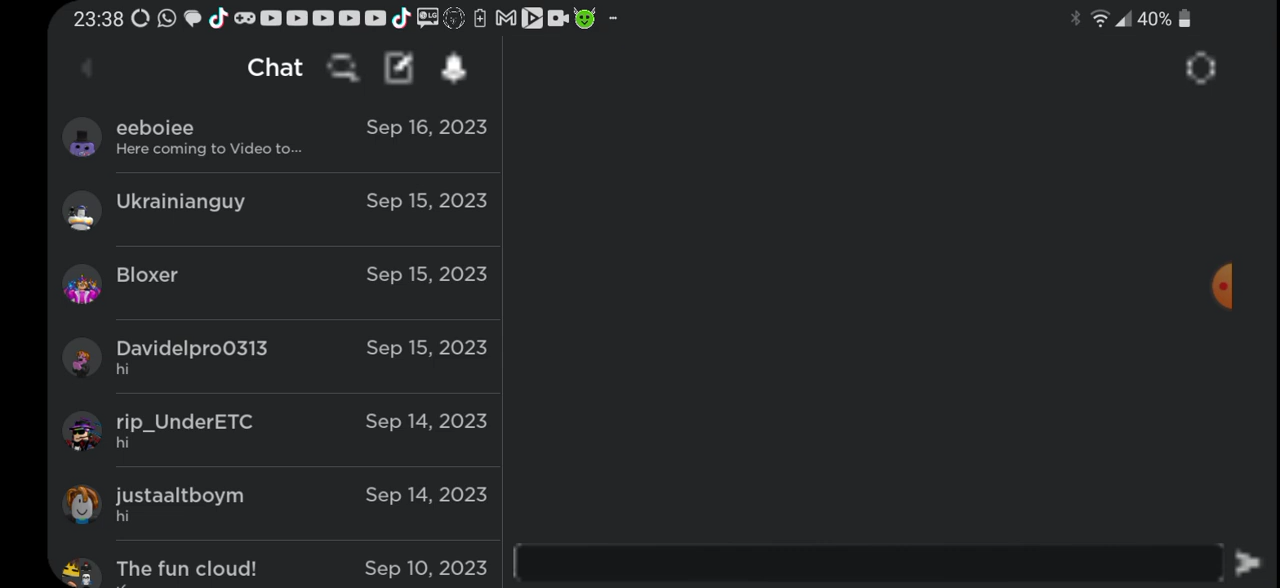 23:38
40%
Chat
eeboiee Sep 16, 2023
Here coming to Video to...
Ukrainianguy Sep 15, 2023
Bloxer Sep 15, 2023
Davidelpro0313 Sep 15, 2023
hi
rip_UnderETC Sep 14, 2023
hi
justaaltboym Sep 14, 2023
hi
The fun cloud! Sep 10, 2023